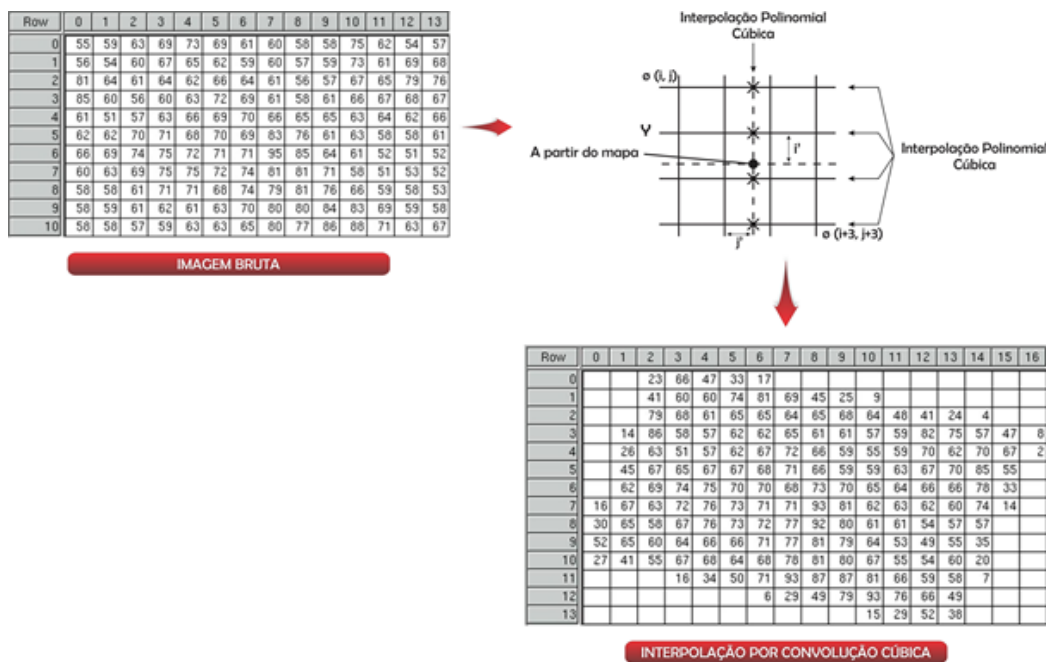 Row 0 1 2 3 4 5 6 7 8 9 10 11 12 13
0 55 59 63 69 73 69 61 60 58 58 75 62 54 57
1 56 54 60 67 65 62 59 60 57 59 73 61 69 68
2 81 64 61 64 62 66 64 61 56 57 67 65 79 76
3 85 60 56 60 63 72 69 61 58 61 66 67 68 67
4 61 51 57 63 66 69 70 66 65 65 63 64 62 66
5 62 62 70 71 68 70 69 83 76 61 63 58 58 61
6 66 69 74 75 72 71 71 95 85 64 61 52 51 52
7 60 63 69 75 75 72 74 81 81 71 58 51 53 52
8 58 58 61 71 71 68 74 79 81 76 66 59 58 53
9 58 59 61 62 61 63 70 80 80 84 83 69 59 58
10 58 58 57 59 63 63 65 80 77 86 88 71 63 67
IMAGEM BRUTA
Interpolação Polinomial
Cúbica
ø (i, j)
Y
i'
A partir do mapa
Interpolação Polinomial
Cúbica
ø (i+3, j+3)
j'
Row 0 1 2 3 4 5 6 7 8 9 10 11 12 13 14 15 16
0 23 66 47 33 17
1 41 60 60 74 81 69 45 25 9
2 79 68 61 65 65 64 65 68 64 48 41 24 4
3 14 86 58 57 62 62 65 61 61 57 59 82 75 57 47 8
4 26 63 51 57 62 67 72 66 59 55 59 70 62 70 67 2
5 45 67 65 67 67 68 71 66 59 59 63 67 70 85 55
6 62 69 74 75 70 70 68 73 70 65 64 66 66 78 33
7 16 67 63 72 76 73 71 71 93 81 62 63 62 60 74 14
8 30 65 58 67 76 73 72 77 92 80 61 61 54 57 57
9 52 65 60 64 66 66 71 77 81 79 64 53 49 55 35
10 27 41 55 67 68 64 68 78 81 80 67 55 54 60 20
11 16 34 50 71 93 87 87 81 66 59 58 7
12 6 29 49 79 93 76 66 49
13 15 29 52 38
INTERPOLAÇÃO POR CONVOLUÇÃO CÚBICA